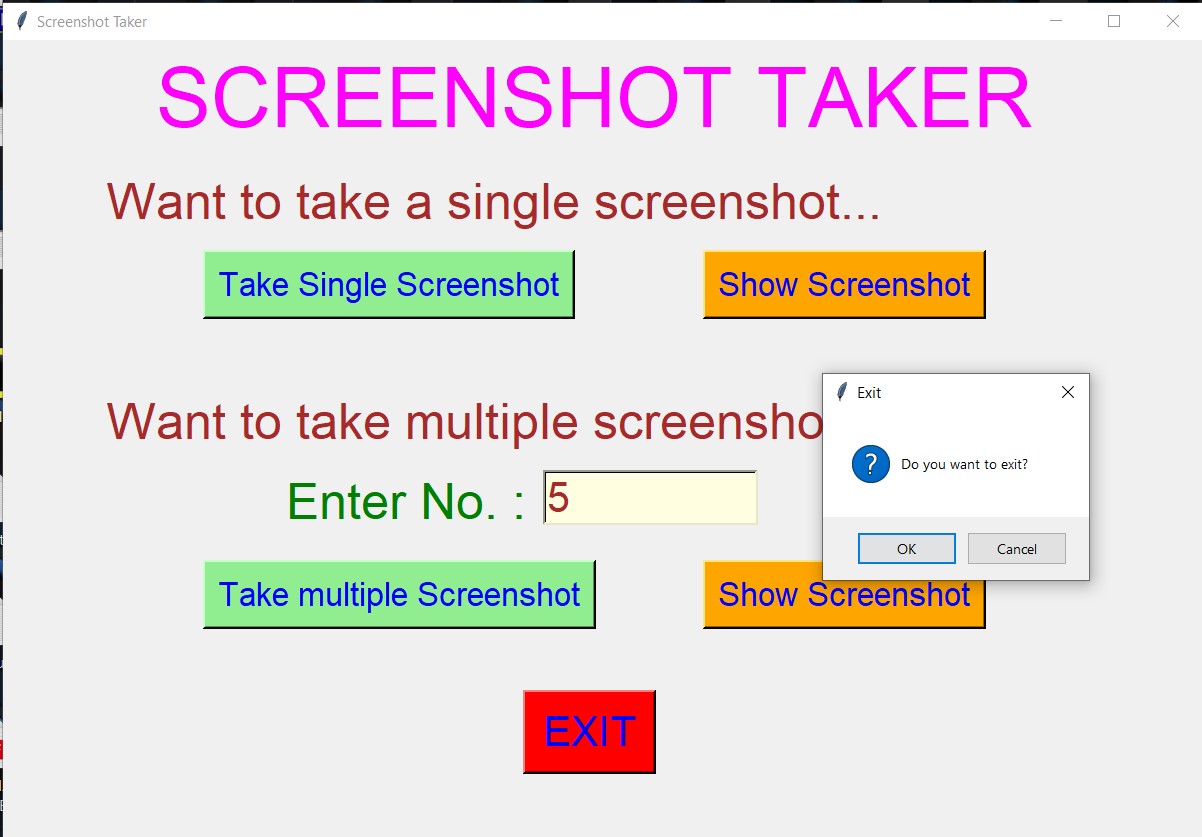 Screenshot Taker
SCREENSHOT TAKER
Want to take a single screenshot...
Take Single Screenshot
Show Screenshot
Want to take multiple screensho
Enter No. : 5
Take multiple Screenshot
Show Screenshot
EXIT
Exit
Do you want to exit?
OK
Cancel